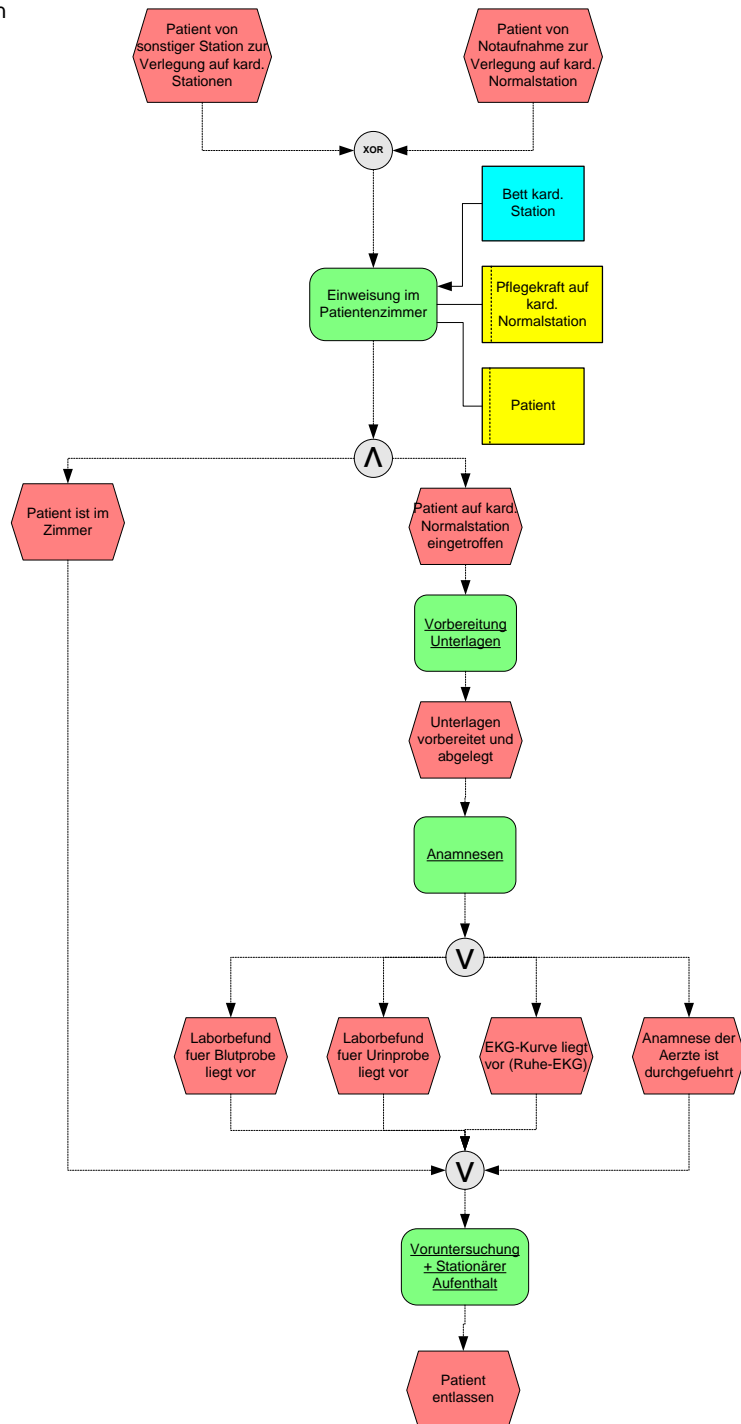 n
Patient von
sonstiger Station zur
Verlegung auf kard.
Stationen
Patient von
Notaufnahme zur
Verlegung auf kard.
Normalstation
XOR
Bett kard.
Station
Einweisung im
Patientenzimmer
Pflegekraft auf
kard.
Normalstation
Patient
Λ
Patient ist im
Zimmer
Patient auf kard.
Normalstation
eingetroffen
Vorbereitung
Unterlagen
Unterlagen
vorbereitet und
abgelegt
Anamnesen
V
Laborbefund
fuer Blutprobe
liegt vor
Laborbefund
fuer Urinprobe
liegt vor
EKG-Kurve liegt
vor (Ruhe-EKG)
Anamnese der
Aerzte ist
durchgefuehrt
V
Voruntersuchung
+ Stationärer
Aufenthalt
Patient
entlassen